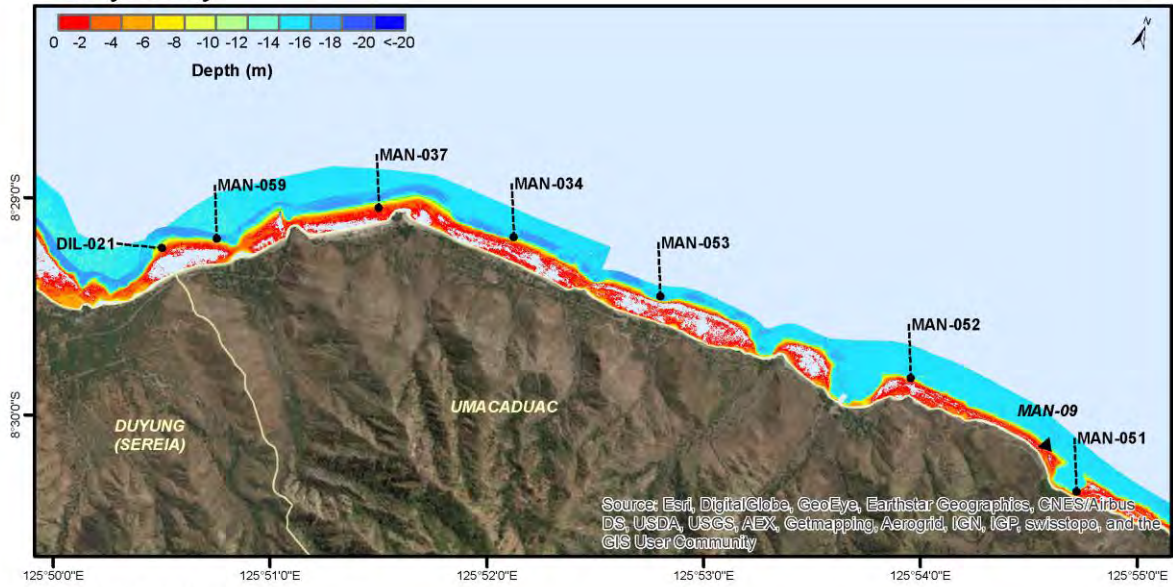 0 -2 -4 -6 -8 -10 -12 -14 -16 -18 -20 <-20
Depth (m)
MAN-037
MAN-059
MAN-034
8°29'0"S
DIL-021
MAN-053
MAN-052
8°30'0"S
UMACADUAC
MAN-09
DUYUNG
(SEREIA)
MAN-051
Source: Esri, DigitalGlobe, GeoEye, Earthstar Geographics, CNES/Airbus
DS, USDA, USGS, AEX, Getmapping, Aerogrid, IGN, IGP, swisstopo, and the
GIS User Community
125°50'0"E 125°51'0"E 125°52'0"E 125°53'0"E 125°54'0"E 125°55'0"E